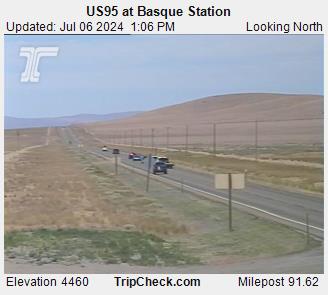 US95 at Basque Station
Updated: Jul 06 2024 1:06 PM Looking North
Elevation 4460 TripCheck.com Milepost 91.62